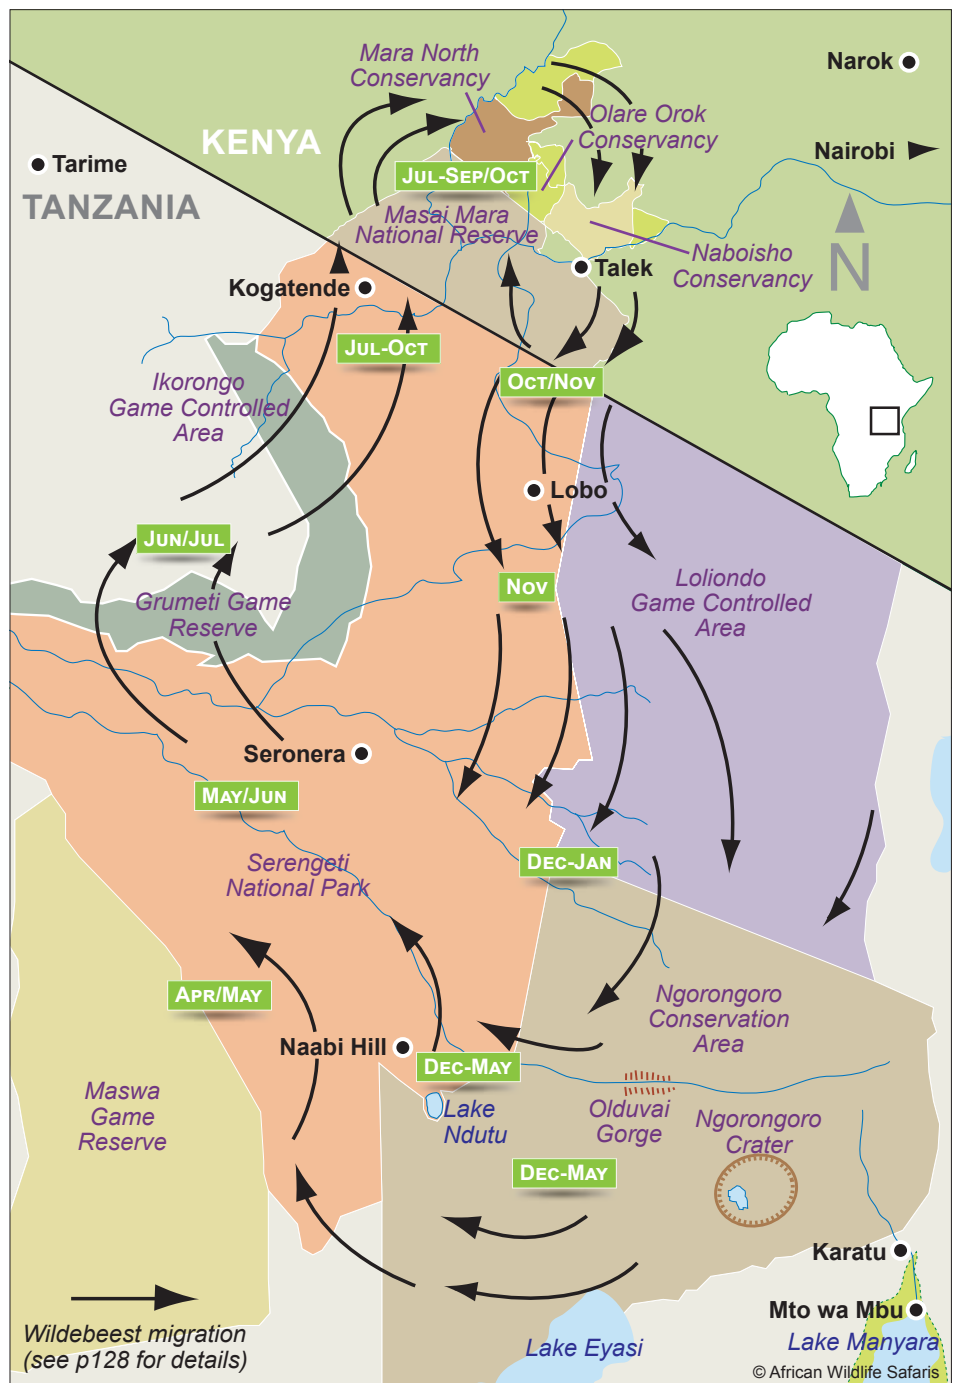 Mara North
Conservancy
Narok
Olare Orok
Conservancy
KENYA
Nairobi
Tarime
JUL-SEP/OCT
TANZANIA
Masai Mara
National Reserve
N
Naboisho
Conservancy
Talek
Kogatende
JUL-OCT
Ikorongo
Game Controlled
Area
OCT/NOV
Lobo
JUN/JUL
Nov
Loliondo
Game Controlled
Area
Grumeti Game
Reserve
Seronera
MAY/JUN
Serengeti
National Park
DEC-JAN
APR/MAY
Ngorongoro
Conservation
Area
Naabi Hill
DEC-MAY
Maswa
Game
Reserve
Lake
Ndutu
Olduvai
Gorge
Ngorongoro
Crater
DEC-MAY
Karatu
Mto wa Mbu
Wildebeest migration
(see p128 for details)
Lake Eyasi
Lake Manyara
© African Wildlife Safaris